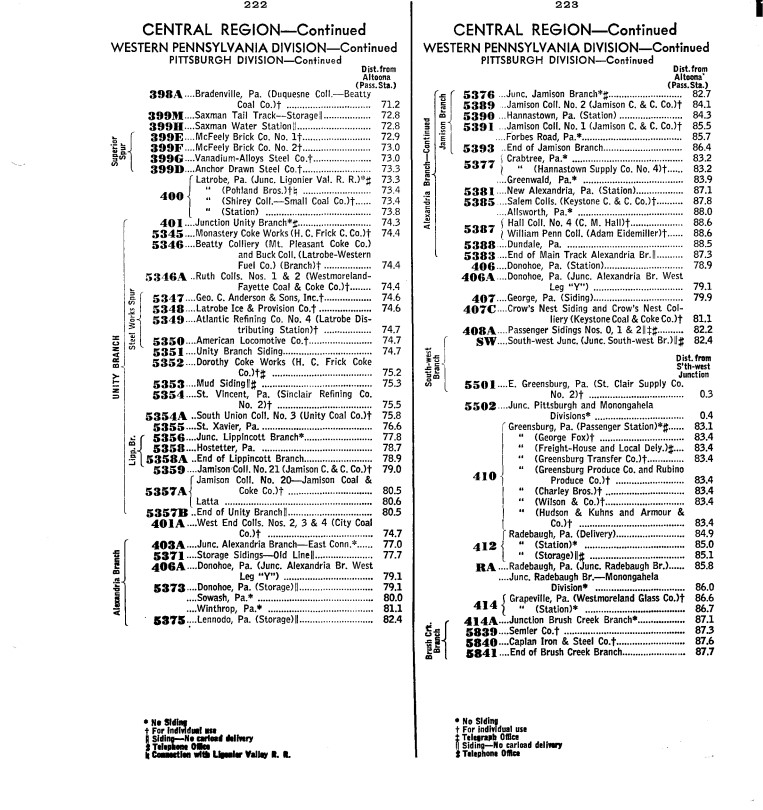 222
CENTRAL REGION—Continued
WESTERN PENNSYLVANIA DIVISION—Continued
PITTSBURGH DIVISION—Continued
Dist. from
Altoona
(Pass. Sta.)
398A....Bradenville, Pa. (Duquesne Coll.—Beatty
Coal Co.)† .............................. 71.2
399M....Saxman Tail Track—Storage‖................ 72.8
399H....Saxman Water Station‖........................ 72.8
Superior
Spur
399E....McFeely Brick Co. No. 1†...................... 72.9
399F....McFeely Brick Co. No. 2†...................... 73.0
399G....Vanadium-Alloys Steel Co.†.................. 73.0
399D....Anchor Drawn Steel Co.†...................... 73.3
400
Latrobe, Pa. (Junc. Ligonier Val. R. R.)*‡ 73.3
" (Pohland Bros.)†♮ ...................... 73.4
" (Shirey Coll.—Small Coal Co.)†...... 73.4
" (Station) .................................. 73.8
UNITY BRANCH
401....Junction Unity Branch*‡...................... 74.3
5345....Monastery Coke Works (H. C. Frick C. Co.)† 74.4
5346....Beatty Colliery (Mt. Pleasant Coke Co.)
and Buck Coll. (Latrobe-Western
Fuel Co.) (Branch)† ................ 74.4
5346A..Ruth Colls. Nos. 1 & 2 (Westmoreland-
Fayette Coal & Coke Co.)†........ 74.4
Steel Works Spur
5347....Geo. C. Anderson & Sons, Inc.†.............. 74.6
5348....Latrobe Ice & Provision Co.† ................ 74.6
5349....Atlantic Refining Co. No. 4 (Latrobe Dis-
tributing Station)† .................. 74.7
5350....American Locomotive Co.†.................... 74.7
5351....Unity Branch Siding............................ 74.7
5352....Dorothy Coke Works (H. C. Frick Coke
Co.)†‡ .................................... 75.2
5353....Mud Siding‖‡.................................... 75.3
5354....St. Vincent, Pa. (Sinclair Refining Co.
No. 2)† .................................. 75.5
5354A..South Union Coll. No. 3 (Unity Coal Co.)† 75.8
5355....St. Xavier, Pa. .................................. 76.6
Lipp. Br.
5356....Junc. Lippincott Branch*...................... 77.8
5358....Hostetter, Pa. .................................... 78.7
5358A..End of Lippincott Branch...................... 78.9
5359....Jamison Coll. No. 21 (Jamison C. & C. Co.)† 79.0
5357A
Jamison Coll. No. 20—Jamison Coal &
Coke Co.)† .............................. 80.5
Latta ............................................ 80.6
5357B..End of Unity Branch‖.......................... 80.5
401A....West End Colls. Nos. 2, 3 & 4 (City Coal
Co.)† ...................................... 74.7
Alexandria Branch
403A....Junc. Alexandria Branch—East Conn.*...... 77.0
5371....Storage Sidings—Old Line‖.................... 77.7
406A....Donohoe, Pa. (Junc. Alexandria Br. West
Leg "Y") ................................ 79.1
5373....Donohoe, Pa. (Storage)‖...................... 79.1
....Sowash, Pa.* .................................... 80.0
....Winthrop, Pa.* .................................. 81.1
5375....Lennodo, Pa. (Storage)‖...................... 82.4
* No Siding
† For Individual use
‖ Siding—No carload delivery
‡ Telephone Office
♮ Connection with Ligonier Valley R. R.
223
CENTRAL REGION—Continued
WESTERN PENNSYLVANIA DIVISION—Continued
PITTSBURGH DIVISION—Continued
Dist. from
Altoona
(Pass. Sta.)
Alexandria Branch—Continued
Jamison Branch
5376....Junc. Jamison Branch*‡...................... 82.7
5389....Jamison Coll. No. 2 (Jamison C. & C. Co.)† 84.1
5390....Hannastown, Pa. (Station) .................... 84.3
5391....Jamison Coll. No. 1 (Jamison C. & C. Co.)† 85.5
....Forbes Road, Pa.*.............................. 85.7
5393....End of Jamison Branch........................ 86.4
5377
Crabtree, Pa.* .................................. 83.2
" (Hannastown Supply Co. No. 4)†...... 83.2
....Greenwald, Pa.* ................................ 83.9
5381....New Alexandria, Pa. (Station)................ 87.1
5385....Salem Colls. (Keystone C. & C. Co.)†........ 87.8
....Allsworth, Pa.* .................................. 88.0
5387
Hall Coll. No. 4 (C. M. Hall)†................ 88.6
William Penn Coll. (Adam Eidemiller)†...... 88.6
5388....Dundale, Pa. .................................... 88.5
5383....End of Main Track Alexandria Br.‖.......... 87.3
406....Donohoe, Pa. (Station) ........................ 78.9
406A....Donohoe, Pa. (Junc. Alexandria Br. West
Leg "Y") ................................ 79.1
407....George, Pa. (Siding) ............................ 79.9
407C....Crow's Nest Siding and Crow's Nest Col-
liery (Keystone Coal & Coke Co.)† 81.1
408A....Passenger Sidings Nos. 0, 1 & 2‖‡‡........ 82.2
South-west
Branch
SW....South-west Junc. (Junc. South-west Br.)‖‡ 82.4
Dist. from
S'th-west
Junction
5501....E. Greensburg, Pa. (St. Clair Supply Co.
No. 2)† .................................. 0.3
5502....Junc. Pittsburgh and Monongahela
Divisions* ................................ 0.4
410
Greensburg, Pa. (Passenger Station)*‡...... 83.1
" (George Fox)† .......................... 83.4
" (Freight-House and Local Dely.)‡.... 83.4
" (Greensburg Transfer Co.)†............ 83.4
" (Greensburg Produce Co. and Rubino
Produce Co.)† ........................ 83.4
" (Charley Bros.)† ........................ 83.4
" (Wilson & Co.)†.......................... 83.4
" (Hudson & Kuhns and Armour &
Co.)† .................................... 83.4
412
Radebaugh, Pa. (Delivery) .................... 84.9
" (Station)* ................................ 85.0
" (Storage)‖‡ .............................. 85.1
RA....Radebaugh, Pa. (Junc. Radebaugh Br.)...... 85.8
....Junc. Radebaugh Br.—Monongahela
Division* ................................ 86.0
414
Grapeville, Pa. (Westmoreland Glass Co.)† 86.6
" (Station)* ................................ 86.7
Brush Crk.
Branch
414A....Junction Brush Creek Branch*................ 87.1
5839....Semler Co.† ...................................... 87.3
5840....Caplan Iron & Steel Co.†...................... 87.6
5841....End of Brush Creek Branch.................... 87.7
* No Siding
† For individual use
‡ Telegraph Office
‖ Siding—No carload delivery
‡ Telephone Office